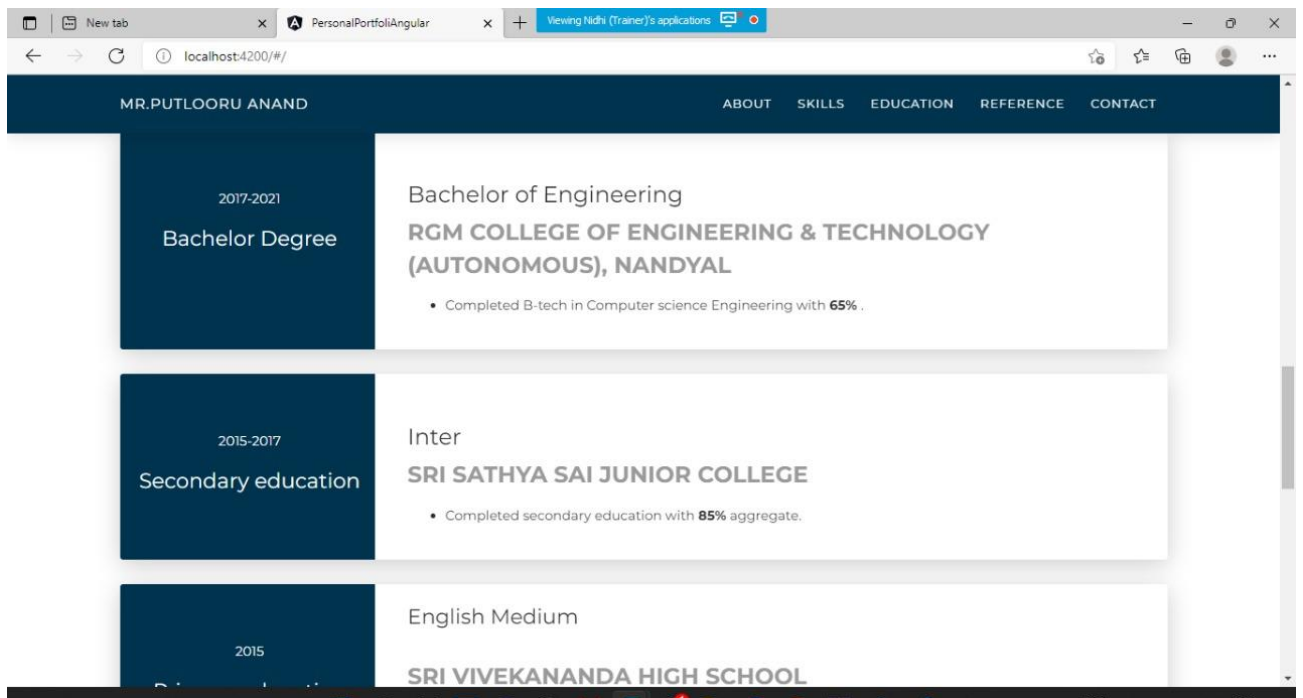 New tab
PersonalPortfoliAngular
Viewing Nidhi (Trainer)'s applications
localhost:4200/#/
MR.PUTLOORU ANAND
ABOUT SKILLS EDUCATION REFERENCE CONTACT
2017-2021
Bachelor Degree
Bachelor of Engineering
RGM COLLEGE OF ENGINEERING & TECHNOLOGY
(AUTONOMOUS), NANDYAL
• Completed B-tech in Computer science Engineering with 65% .
2015-2017
Secondary education
Inter
SRI SATHYA SAI JUNIOR COLLEGE
• Completed secondary education with 85% aggregate.
2015
English Medium
SRI VIVEKANANDA HIGH SCHOOL